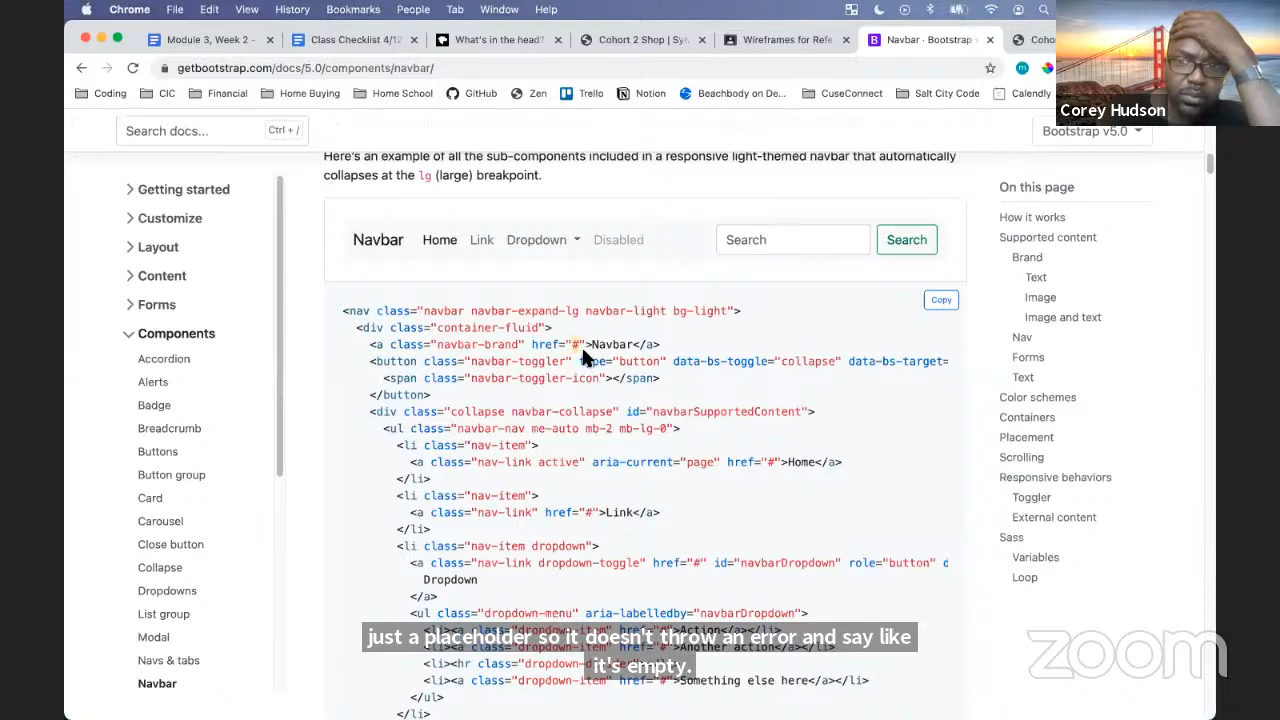 Chrome File Edit View History Bookmarks People Tab Window Help
Module 3, Week 2 - Class Checklist 4/12 What's in the head? Cohort 2 Shop | Wireframes for Refe Navbar · Bootstrap
getbootstrap.com/docs/5.0/components/navbar/
Coding CIC Financial Home Buying Home School GitHub Zen Trello Notion Beachbody on De... CuseConnect Salt City Code Calendly
Corey Hudson
Search docs... Ctrl + /
Bootstrap v5.0
Here's an example of all the sub-components included in a responsive light-themed navbar that automatically
collapses at the lg (large) breakpoint.
Getting started
Customize
Layout
Content
Forms
Components
Accordion
Alerts
Badge
Breadcrumb
Buttons
Button group
Card
Carousel
Close button
Collapse
Dropdowns
List group
Modal
Navs & tabs
Navbar
Navbar Home Link Dropdown Disabled Search Search
Copy
<nav class="navbar navbar-expand-lg navbar-light bg-light">
<div class="container-fluid">
<a class="navbar-brand" href="#">Navbar</a>
<button class="navbar-toggler" type="button" data-bs-toggle="collapse" data-bs-target=
<span class="navbar-toggler-icon"></span>
</button>
<div class="collapse navbar-collapse" id="navbarSupportedContent">
<ul class="navbar-nav me-auto mb-2 mb-lg-0">
<li class="nav-item">
<a class="nav-link active" aria-current="page" href="#">Home</a>
</li>
<li class="nav-item">
<a class="nav-link" href="#">Link</a>
</li>
<li class="nav-item dropdown">
<a class="nav-link dropdown-toggle" href="#" id="navbarDropdown" role="button" d
Dropdown
</a>
<ul class="dropdown-menu" aria-labelledby="navbarDropdown">
just a placeholder so it doesn't throw an error and say like
it's empty.
<li><a class="dropdown-item" href="#">Something else here</a></li>
</ul>
</li>
On this page
How it works
Supported content
Brand
Text
Image
Image and text
Nav
Forms
Text
Color schemes
Containers
Placement
Scrolling
Responsive behaviors
Toggler
External content
Sass
Variables
Loop
zoom